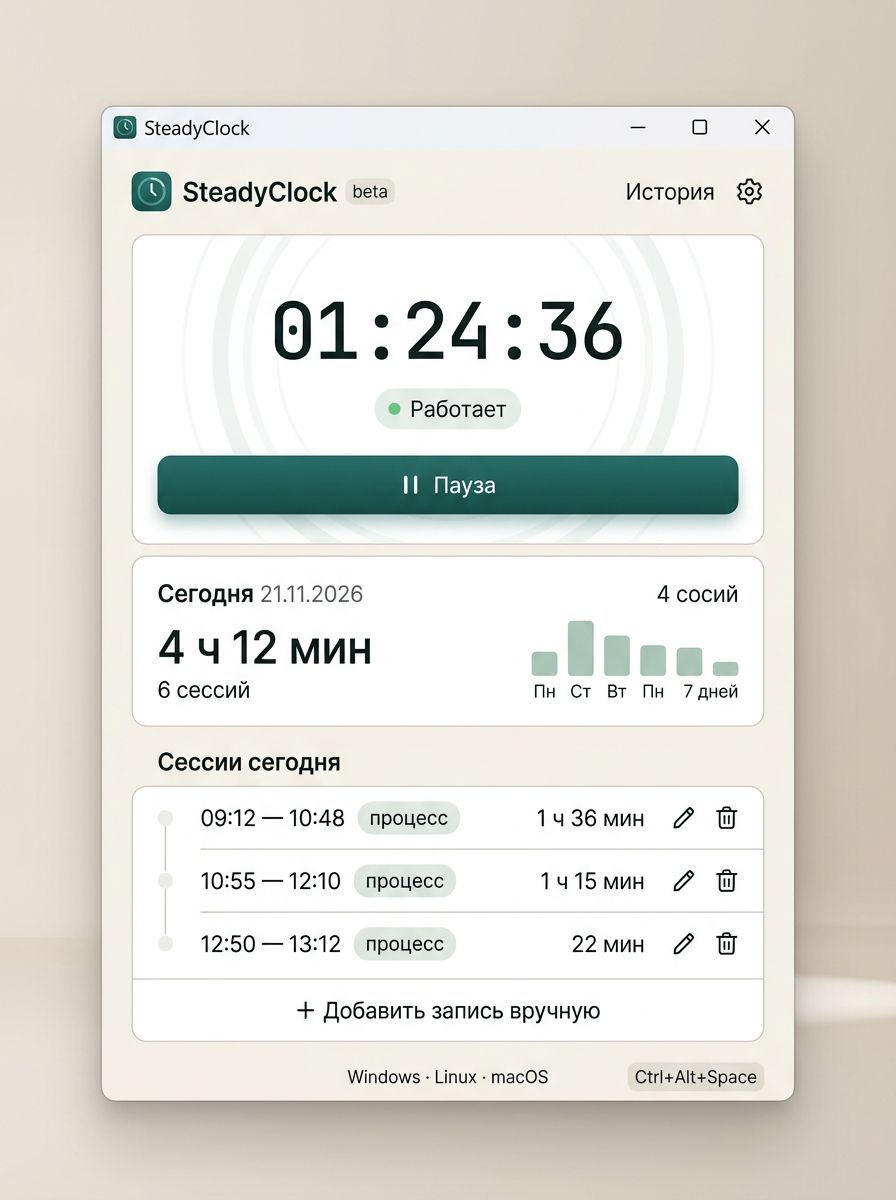 SteadyClock
SteadyClock beta История
01:24:36
Работает
Пауза
Сегодня 21.11.2026 4 сосий
4 ч 12 мин
6 сессий
Пн Ст Вт Пн 7 дней
Сессии сегодня
09:12 — 10:48 процесс 1 ч 36 мин
10:55 — 12:10 процесс 1 ч 15 мин
12:50 — 13:12 процесс 22 мин
+ Добавить запись вручную
Windows · Linux · macOS Ctrl+Alt+Space